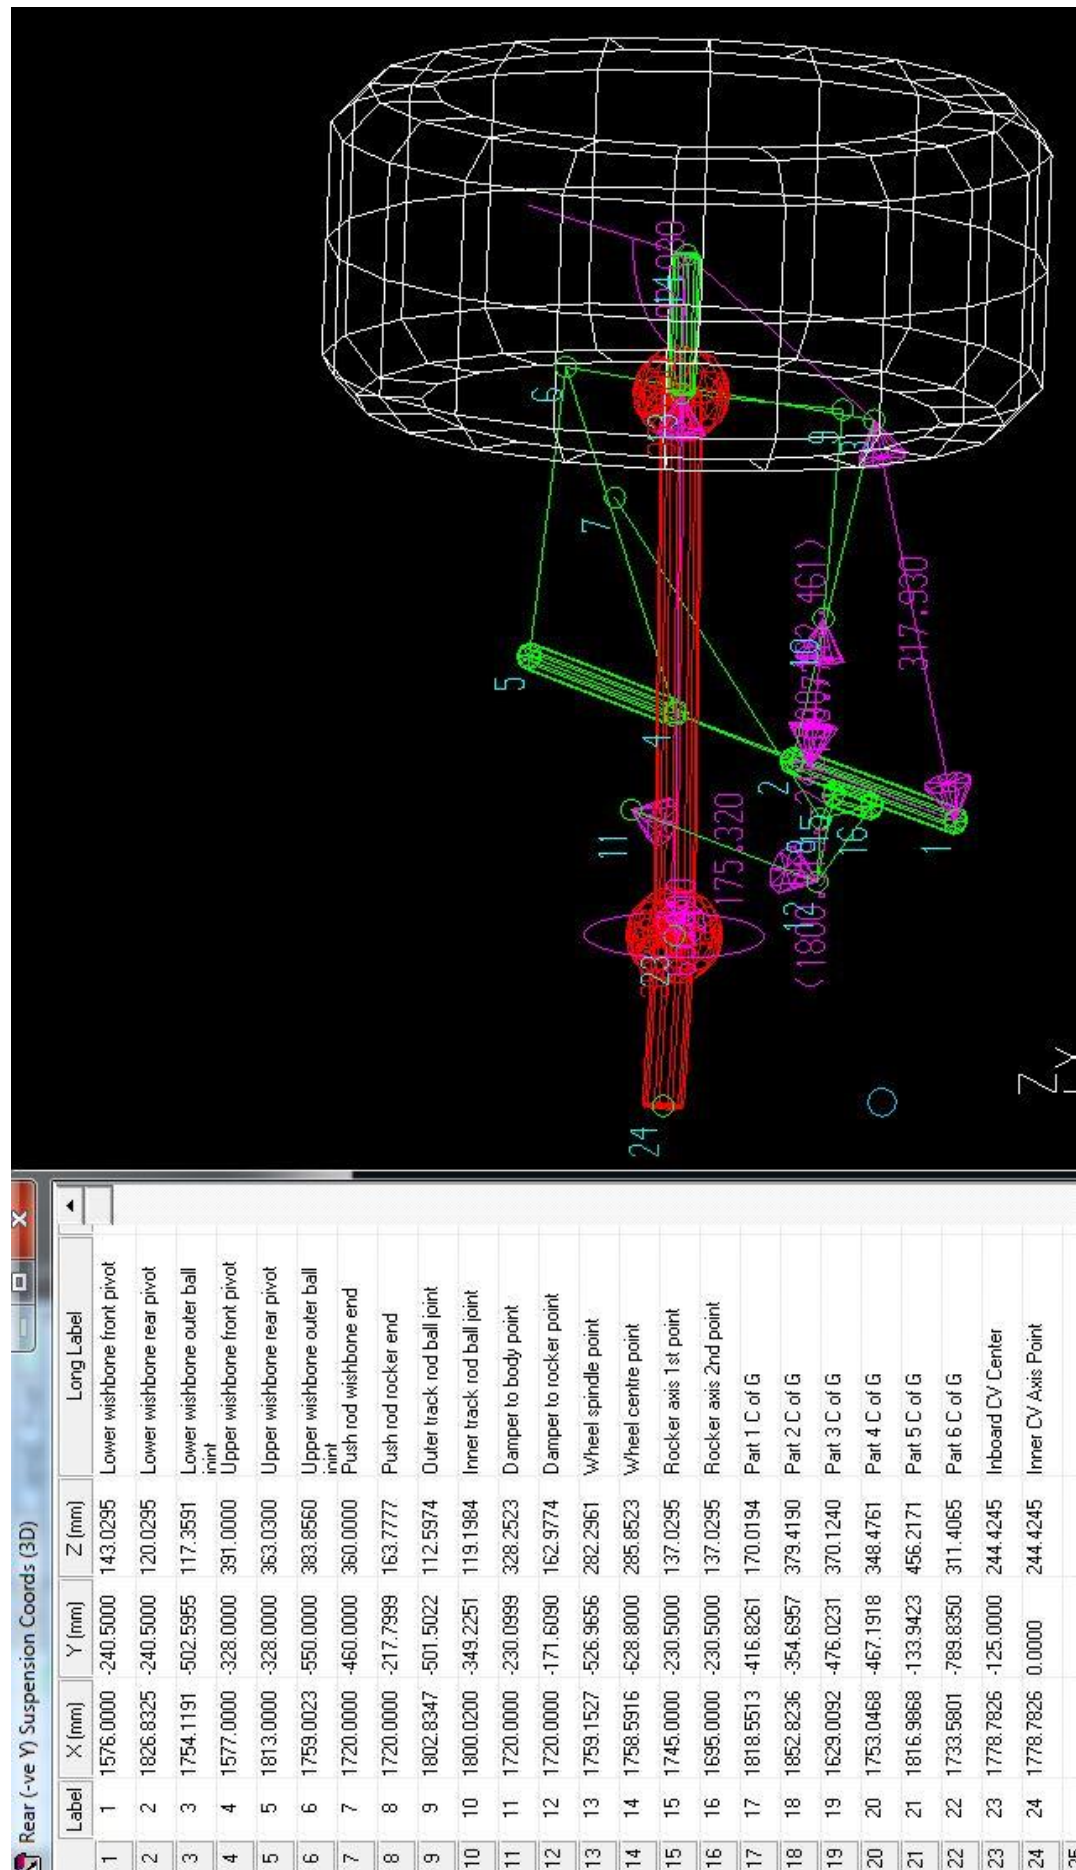 Rear (-ve Y) Suspension Coords (3D)
Label X (mm) Y (mm) Z (mm) Long Label
1 1 1576.0000 -240.5000 143.0295 Lower wishbone front pivot
2 2 1826.8325 -240.5000 120.0295 Lower wishbone rear pivot
3 3 1754.1191 -502.5955 117.3591 Lower wishbone outer ball
4 4 1577.0000 -328.0000 391.0000 Upper wishbone front pivot
5 5 1813.0000 -328.0000 363.0300 Upper wishbone rear pivot
6 6 1759.0023 -550.0000 383.8560 Upper wishbone outer ball
7 7 1720.0000 -460.0000 360.0000 Push rod wishbone end
8 8 1720.0000 -217.7999 163.7777 Push rod rocker end
9 9 1802.8347 -501.5022 112.5974 Outer track rod ball joint
10 10 1800.0200 -349.2251 119.1984 Inner track rod ball joint
11 11 1720.0000 -230.0999 328.2523 Damper to body point
12 12 1720.0000 -171.6090 162.9774 Damper to rocker point
13 13 1759.1527 -526.9656 282.2961 Wheel spindle point
14 14 1758.5916 -628.8000 285.8523 Wheel centre point
15 15 1745.0000 -230.5000 137.0295 Rocker axis 1st point
16 16 1695.0000 -230.5000 137.0295 Rocker axis 2nd point
17 17 1818.5513 -416.8261 170.0194 Part 1 C of G
18 18 1852.8236 -354.6957 379.4190 Part 2 C of G
19 19 1629.0092 -476.0231 370.1240 Part 3 C of G
20 20 1753.0468 -467.1918 348.4761 Part 4 C of G
21 21 1816.9868 -133.9423 456.2171 Part 5 C of G
22 22 1733.5801 -789.8350 311.4065 Part 6 C of G
23 23 1778.7826 -125.0000 244.4245 Inboard CV Center
24 24 1778.7826 0.0000 244.4245 Inner CV Axis Point
25
24
23
11
12
15
16
1
2
4
5
7
6
10
9
3
14
175.320
317.930
Z
Y